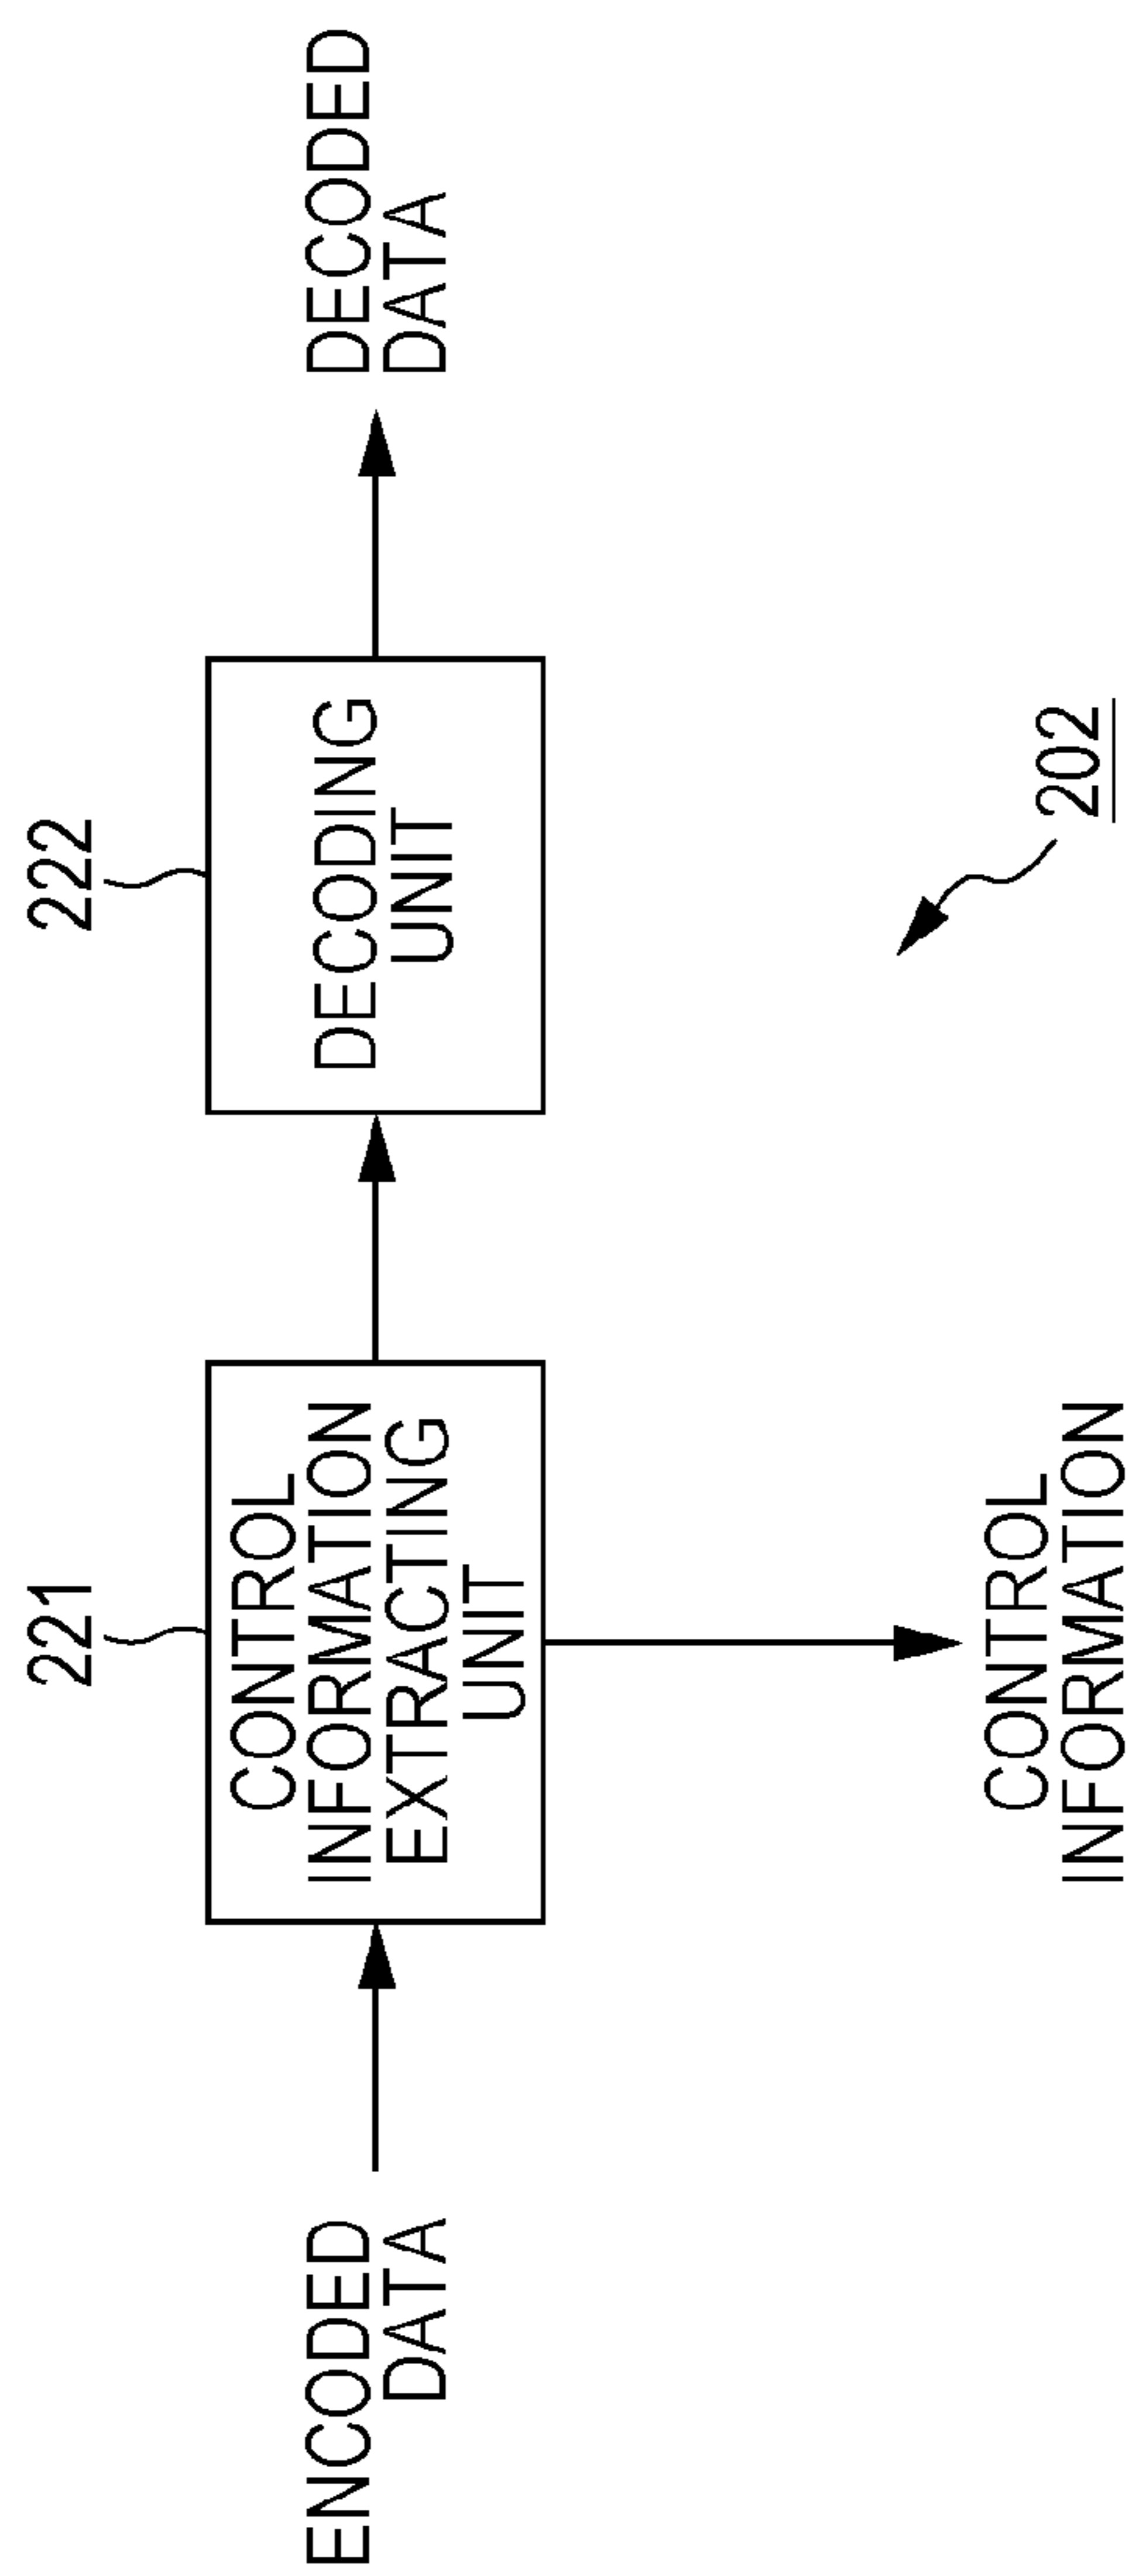 221
222
ENCODED
DATA
CONTROL
INFORMATION
EXTRACTING
UNIT
DECODING
UNIT
DECODED
DATA
CONTROL
INFORMATION
202